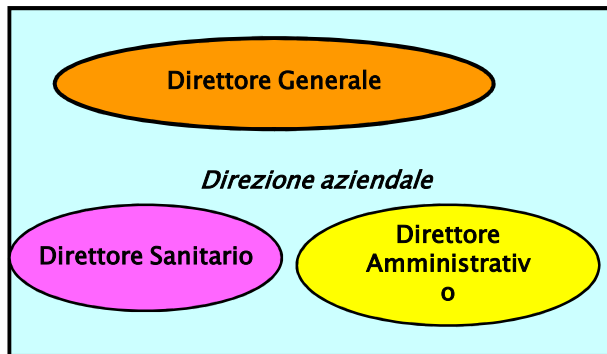 Direttore Generale
Direzione aziendale
Direttore Sanitario
Direttore
Amministrativ
o